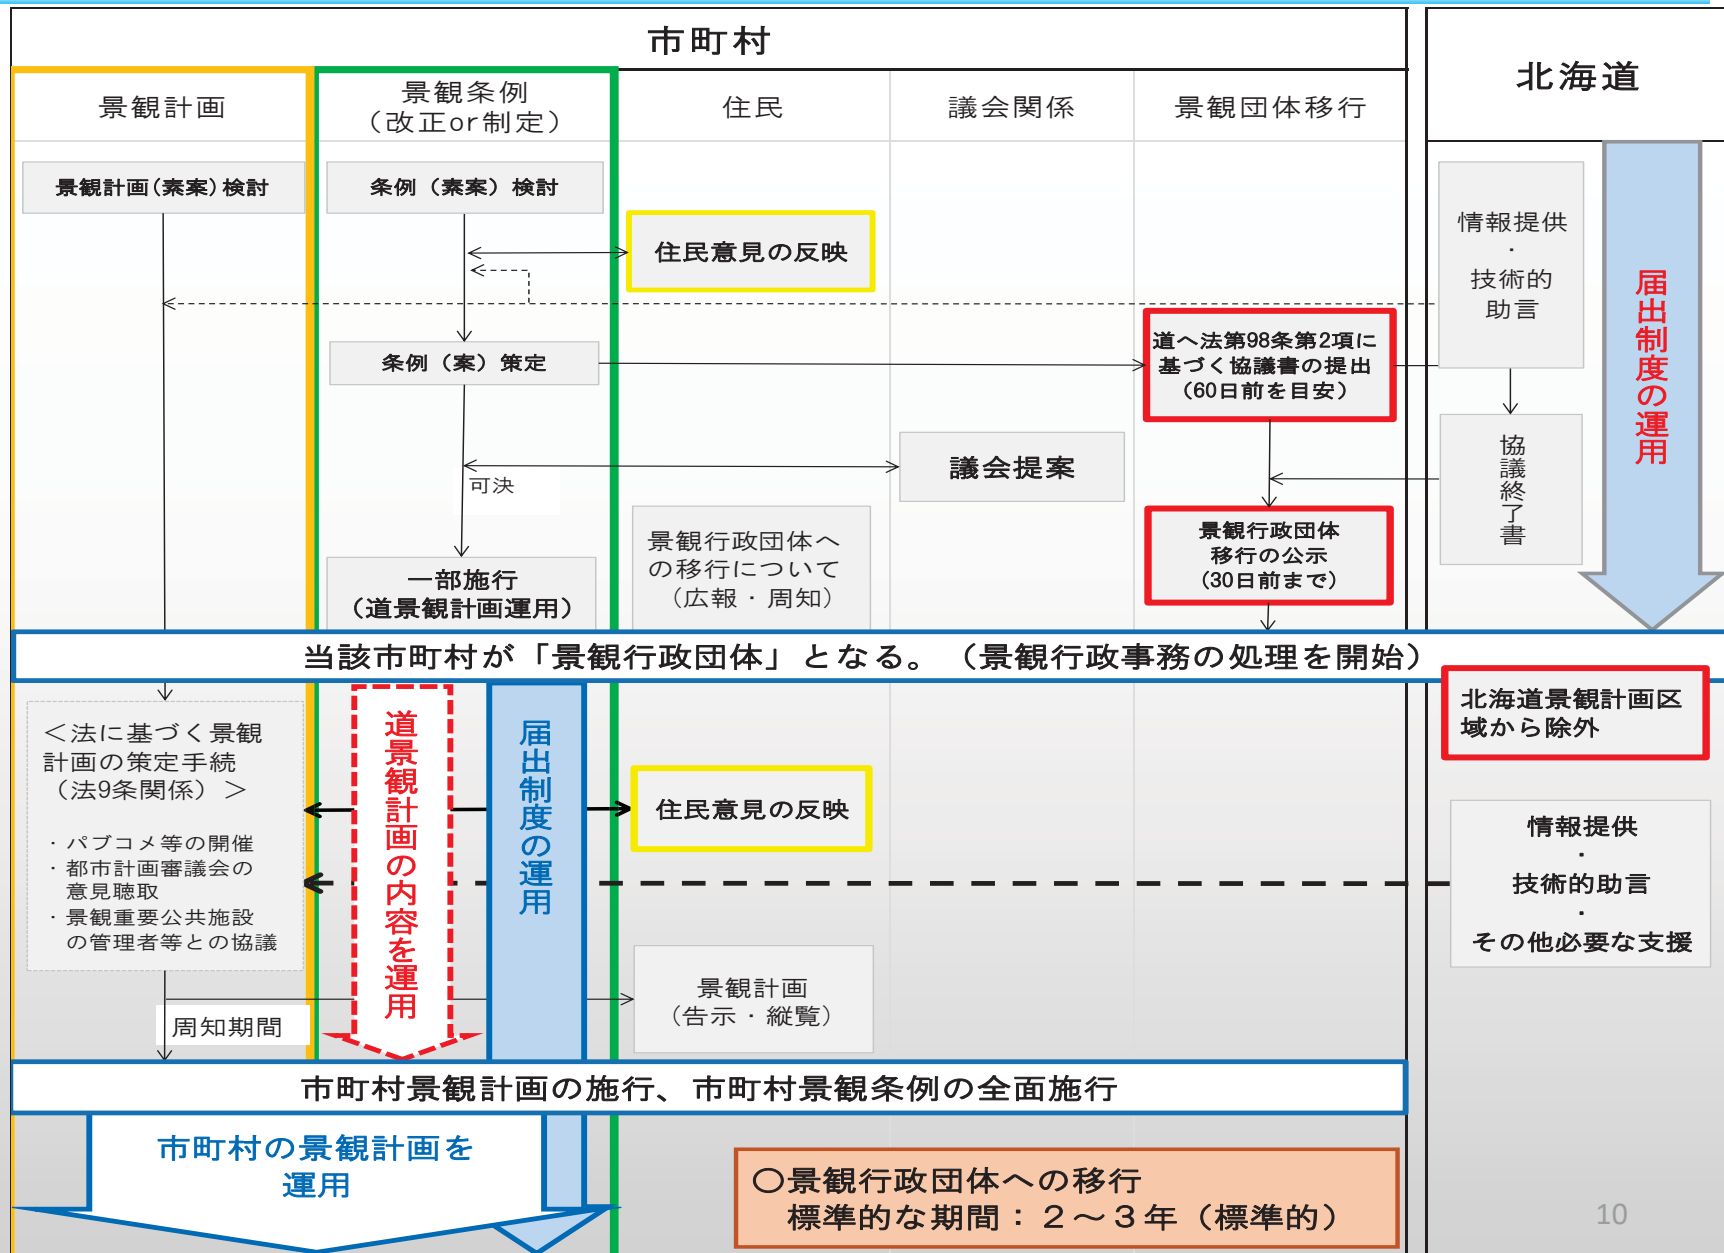 市町村
北海道
景観計画
景観条例
（改正or制定）
住民
議会関係
景観団体移行
景観計画（素案）検討
条例（素案）検討
住民意見の反映
情報提供
・
技術的
助言
届出制度の運用
条例（案）策定
道へ法第98条第2項に
基づく協議書の提出
（60日前を目安）
議会提案
可決
協議終了書
景観行政団体へ
の移行について
（広報・周知）
景観行政団体
移行の公示
（30日前まで）
一部施行
（道景観計画運用）
当該市町村が「景観行政団体」となる。（景観行政事務の処理を開始）
北海道景観計画区
域から除外
＜法に基づく景観
計画の策定手続
（法9条関係）＞
・パブコメ等の開催
・都市計画審議会の
意見聴取
・景観重要公共施設
の管理者等との協議
道景観計画の内容を運用
届出制度の運用
住民意見の反映
情報提供
・
技術的助言
・
その他必要な支援
景観計画
（告示・縦覧）
周知期間
市町村景観計画の施行、市町村景観条例の全面施行
市町村の景観計画を
運用
○景観行政団体への移行
標準的な期間：２～３年（標準的）
10